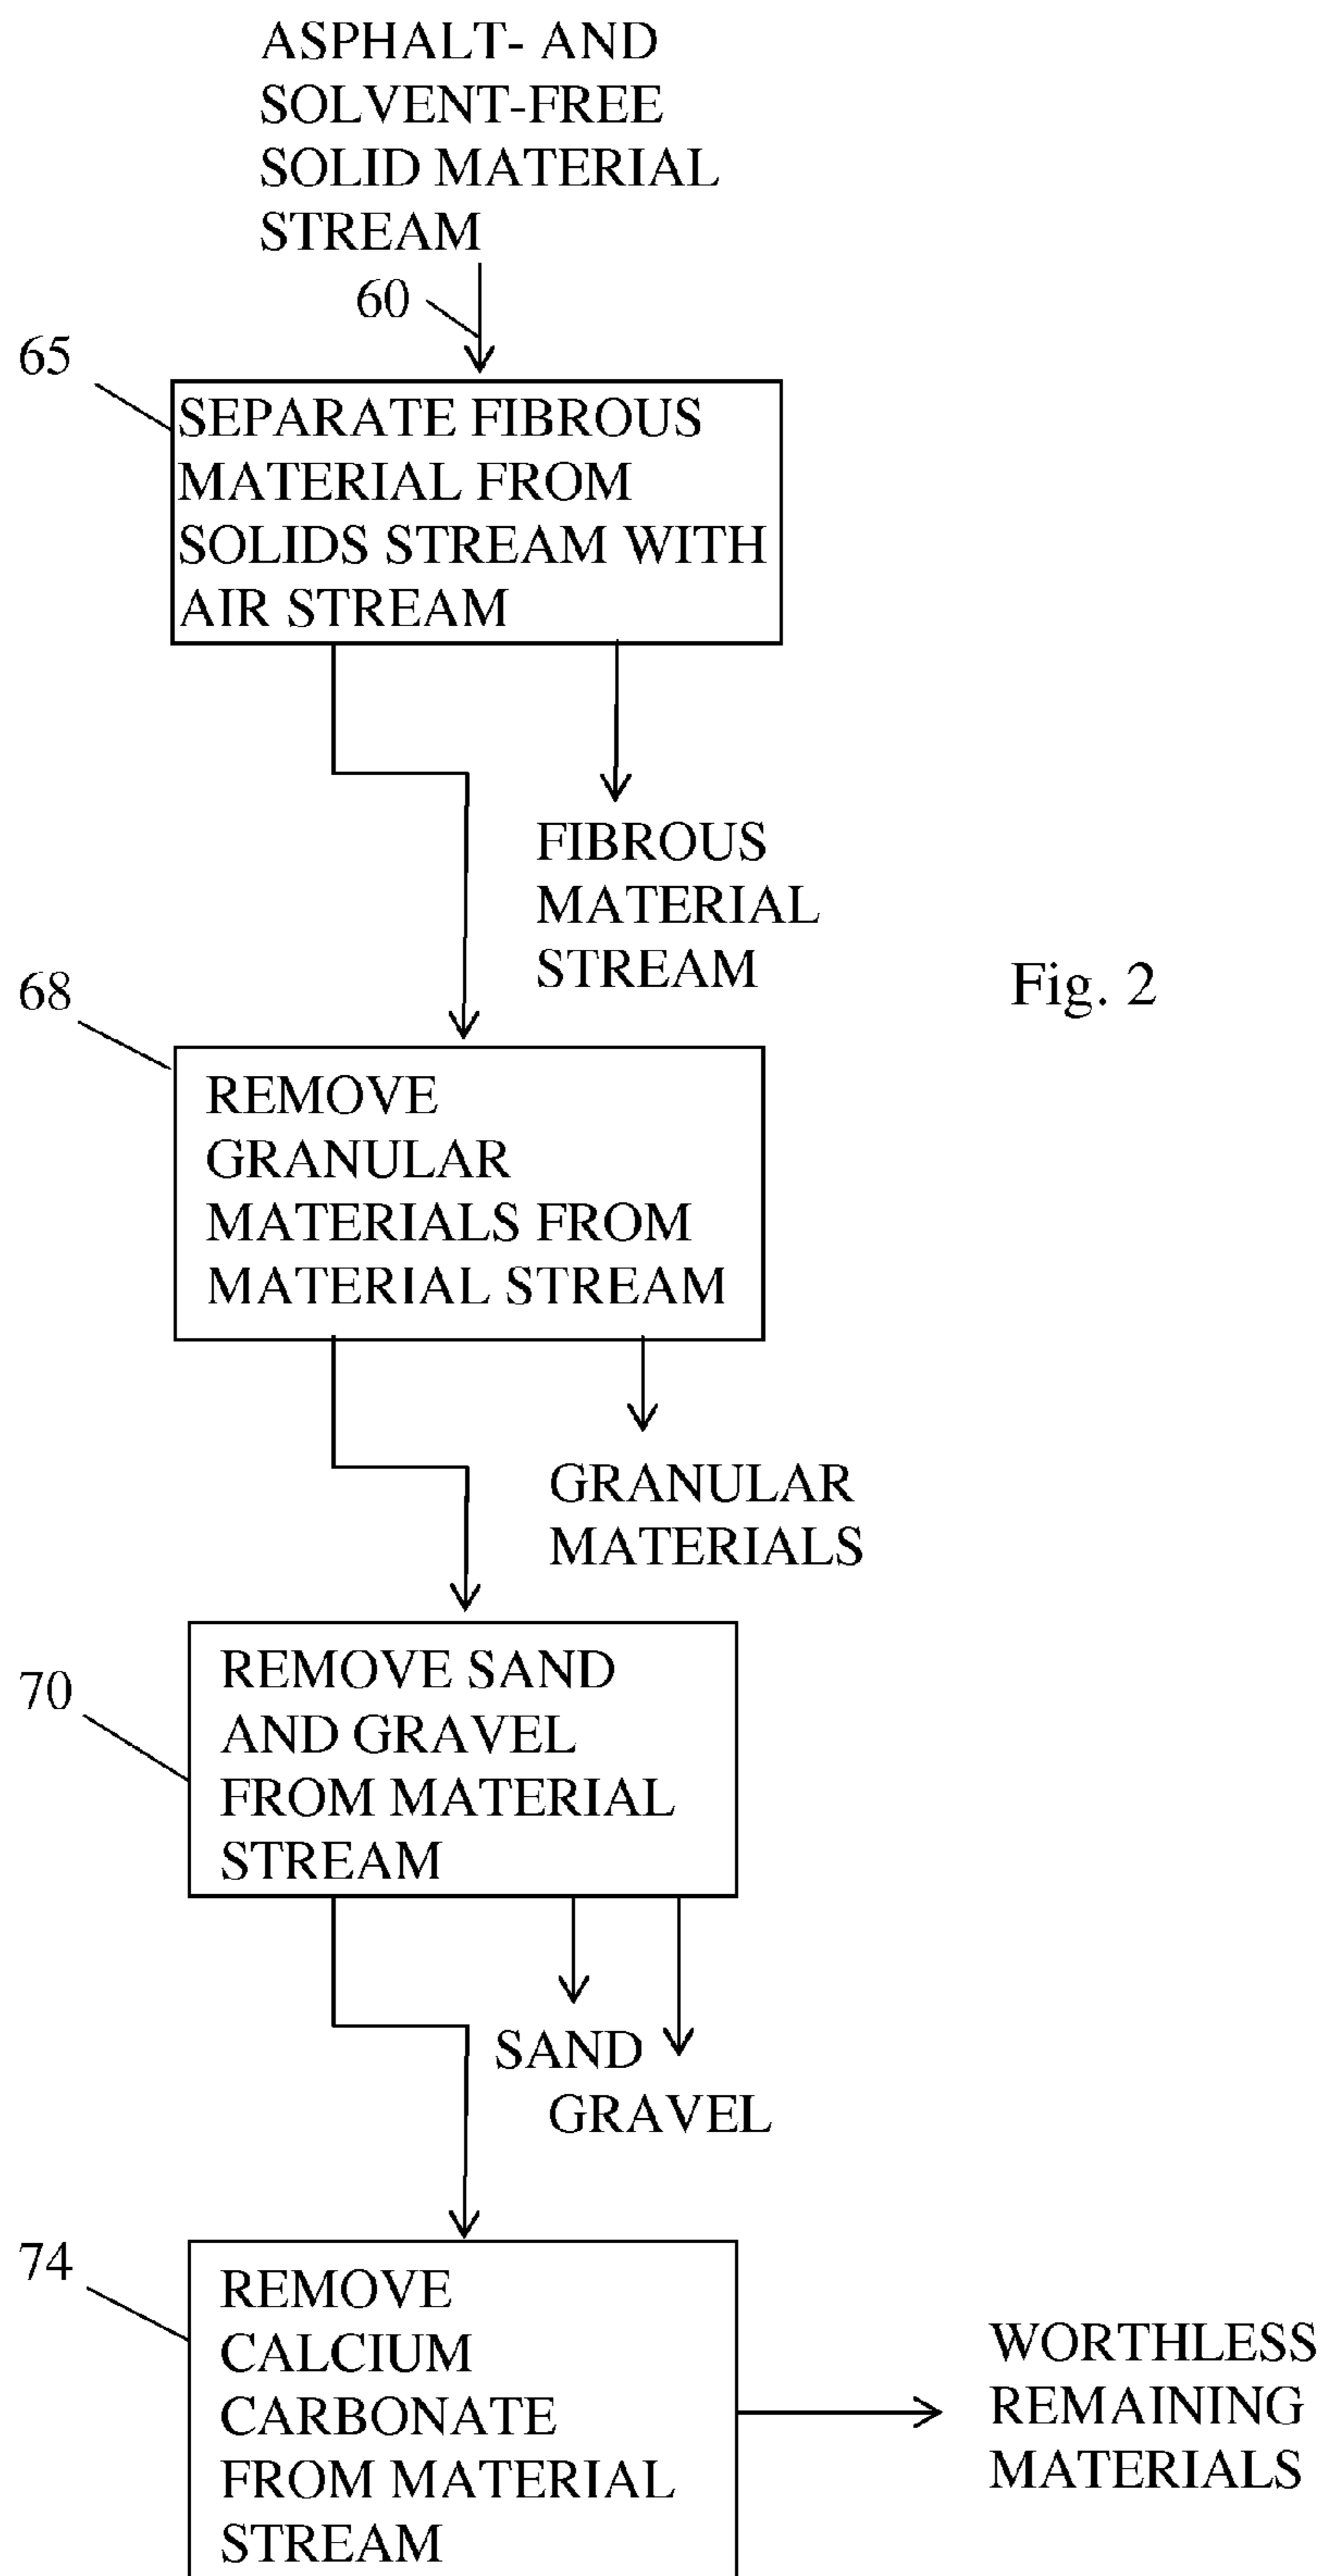 ASPHALT- AND
SOLVENT-FREE
SOLID MATERIAL
STREAM
60
65
SEPARATE FIBROUS
MATERIAL FROM
SOLIDS STREAM WITH
AIR STREAM
FIBROUS
MATERIAL
STREAM
Fig. 2
68
REMOVE
GRANULAR
MATERIALS FROM
MATERIAL STREAM
GRANULAR
MATERIALS
70
REMOVE SAND
AND GRAVEL
FROM MATERIAL
STREAM
SAND
GRAVEL
74
REMOVE
CALCIUM
CARBONATE
FROM MATERIAL
STREAM
WORTHLESS
REMAINING
MATERIALS